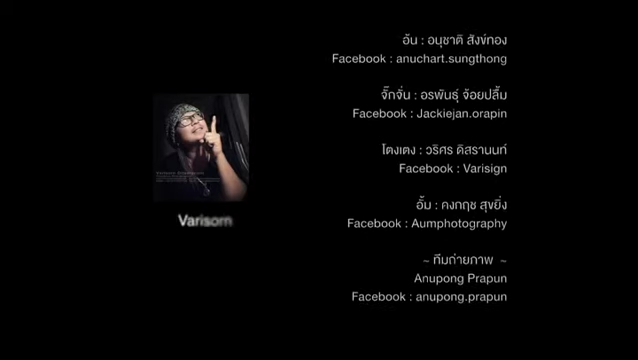 อ้น : อนุชาติ สังข์ทอง
Facebook : anuchart.sungthong
จั๊กจั่น : อรพันธุ์ จ้อยปลื้ม
Facebook : Jackiejan.orapin
โตงเตง : วริศร ดิสรานนท์
Facebook : Varisign
อั้ม : คงกฤช สุขยิ่ง
Facebook : Aumphotography
~ ทีมถ่ายภาพ ~
Anupong Prapun
Facebook : anupong.prapun
Varisorn